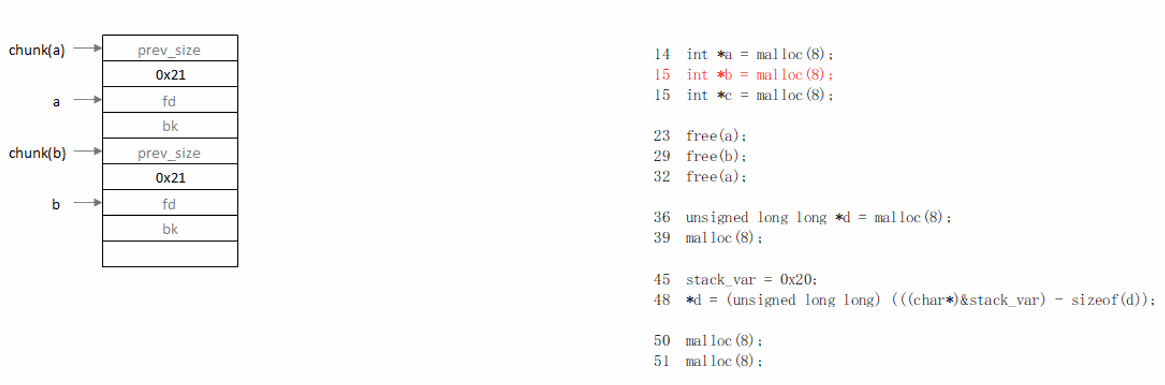 chunk(a)
prev_size
0x21
a
fd
bk
chunk(b)
prev_size
0x21
b
fd
bk
14 int *a = malloc(8);
15 int *b = malloc(8);
15 int *c = malloc(8);
23 free(a);
29 free(b);
32 free(a);
36 unsigned long long *d = malloc(8);
39 malloc(8);
45 stack_var = 0x20;
48 *d = (unsigned long long) (((char*)&stack_var) - sizeof(d));
50 malloc(8);
51 malloc(8);